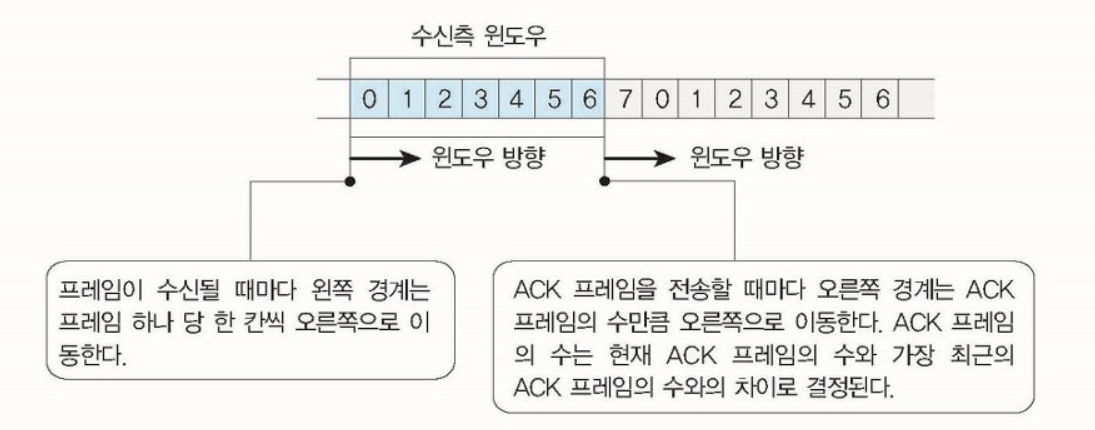 수신측 윈도우
0 1 2 3 4 5 6 7 0 1 2 3 4 5 6
윈도우 방향 윈도우 방향
프레임이 수신될 때마다 왼쪽 경계는
프레임 하나 당 한 칸씩 오른쪽으로 이
동한다.
ACK 프레임을 전송할 때마다 오른쪽 경계는 ACK
프레임의 수만큼 오른쪽으로 이동한다. ACK 프레임
의 수는 현재 ACK 프레임의 수와 가장 최근의
ACK 프레임의 수와의 차이로 결정된다.